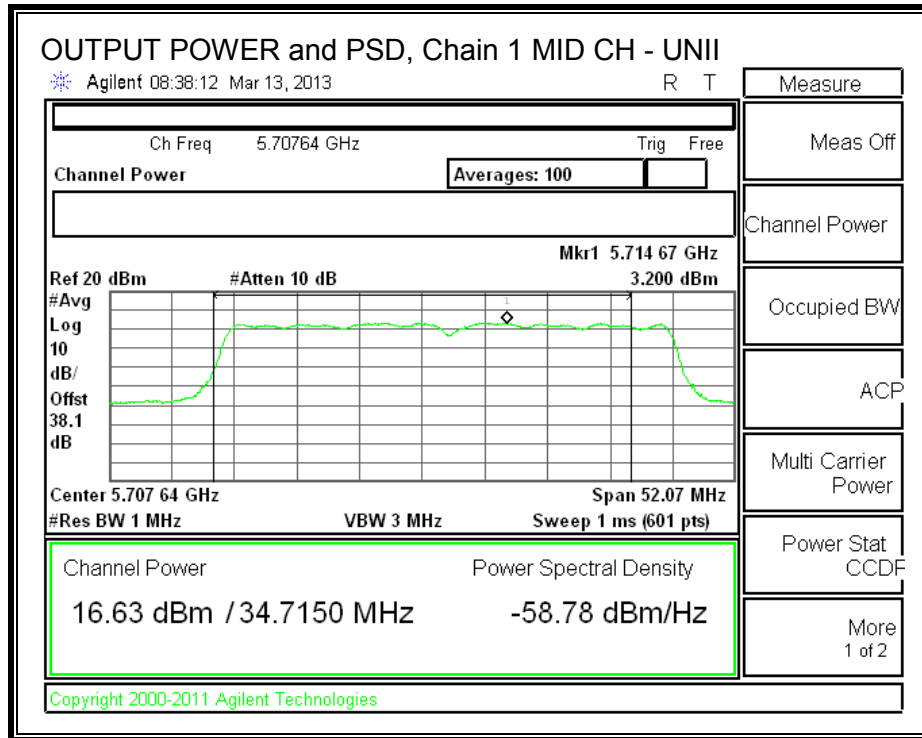 OUTPUT POWER and PSD, Chain 1 MID CH - UNII
Agilent 08:38:12 Mar 13, 2013 R T
Measure
Ch Freq 5.70764 GHz Trig Free
Meas Off
Channel Power Averages: 100
Channel Power
Mkr1 5.714 67 GHz
Ref 20 dBm #Atten 10 dB 3.200 dBm
#Avg
1
Log
Occupied BW
10
dB/
Offst
ACP
38.1
dB
Multi Carrier
Power
Center 5.707 64 GHz Span 52.07 MHz
#Res BW 1 MHz VBW 3 MHz Sweep 1 ms (601 pts)
Power Stat
CCDF
Channel Power Power Spectral Density
16.63 dBm / 34.7150 MHz -58.78 dBm/Hz
More
1 of 2
Copyright 2000-2011 Agilent Technologies